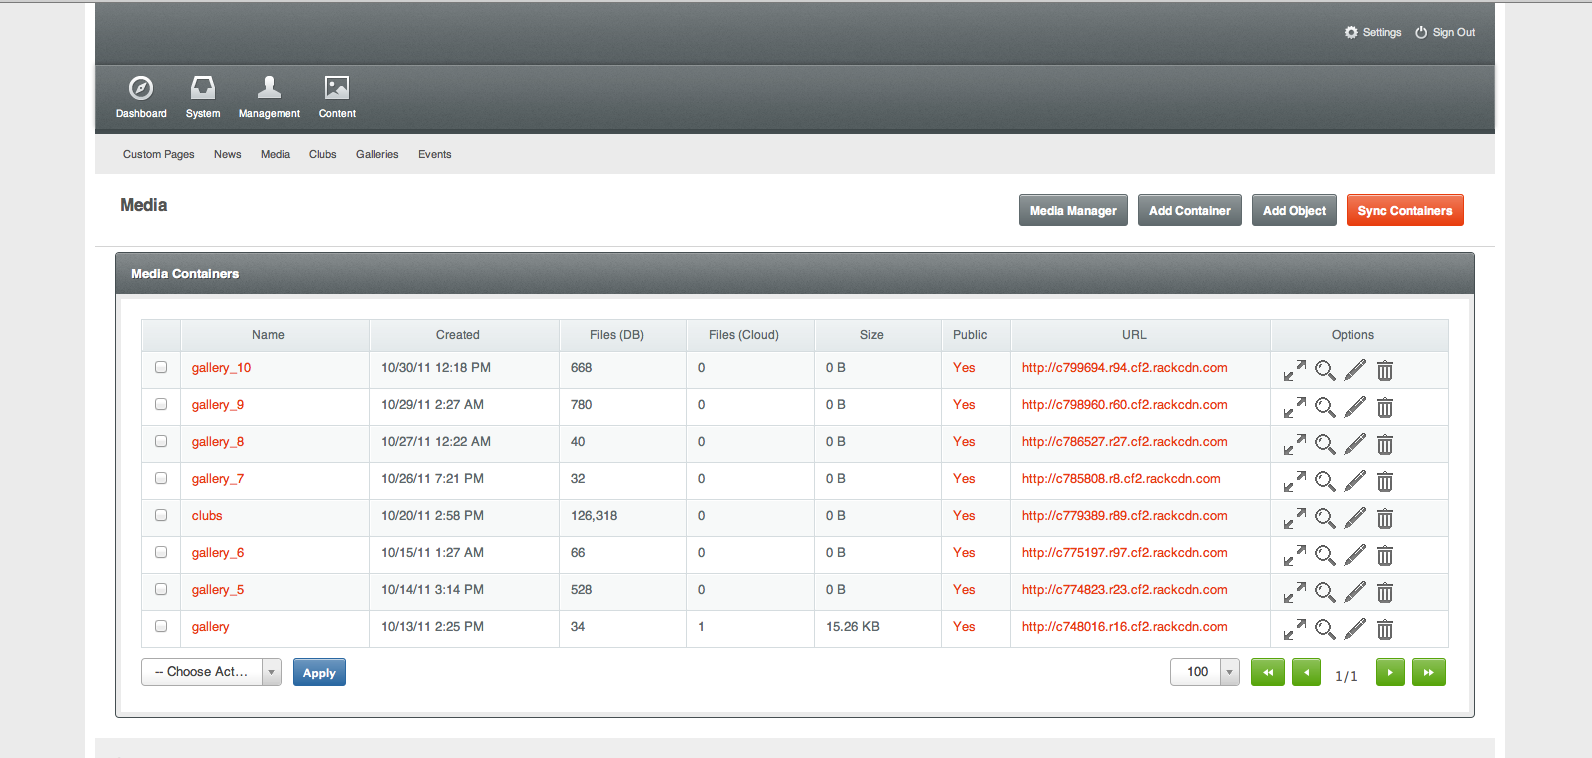 Settings Sign Out
Dashboard System Management Content
Custom Pages News Media Clubs Galleries Events
Media
Media Manager Add Container Add Object Sync Containers
Media Containers
Name Created Files (DB) Files (Cloud) Size Public URL Options
gallery_10 10/30/11 12:18 PM 668 0 0 B Yes http://c799694.r94.cf2.rackcdn.com
gallery_9 10/29/11 2:27 AM 780 0 0 B Yes http://c798960.r60.cf2.rackcdn.com
gallery_8 10/27/11 12:22 AM 40 0 0 B Yes http://c786527.r27.cf2.rackcdn.com
gallery_7 10/26/11 7:21 PM 32 0 0 B Yes http://c785808.r8.cf2.rackcdn.com
clubs 10/20/11 2:58 PM 126,318 0 0 B Yes http://c779389.r89.cf2.rackcdn.com
gallery_6 10/15/11 1:27 AM 66 0 0 B Yes http://c775197.r97.cf2.rackcdn.com
gallery_5 10/14/11 3:14 PM 528 0 0 B Yes http://c774823.r23.cf2.rackcdn.com
gallery 10/13/11 2:25 PM 34 1 15.26 KB Yes http://c748016.r16.cf2.rackcdn.com
-- Choose Act... Apply 100 1/1